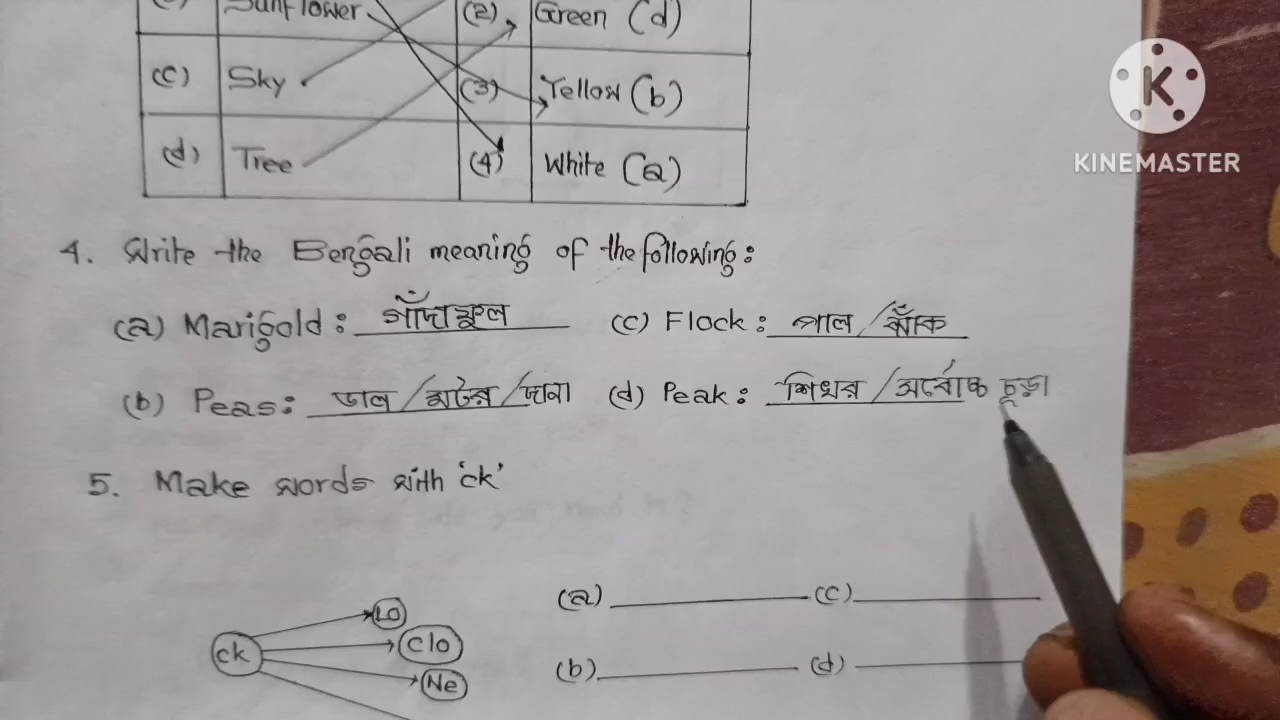 Sunflower (2) Green (d)
(c) Sky (3) Yellow (b)
(d) Tree (4) White (a)
KINEMASTER
4. Write the Bengali meaning of the following:
(a) Marigold: গাঁদাফুল (c) Flock: পাল/ঝাঁক
(b) Peas: ডাল/মটর/দানা (d) Peak: শিখর/সর্বোচ্চ চূড়া
5. Make words with 'ck'
(a) (c)
Lo
Clo
ck
(b) (d)
Ne